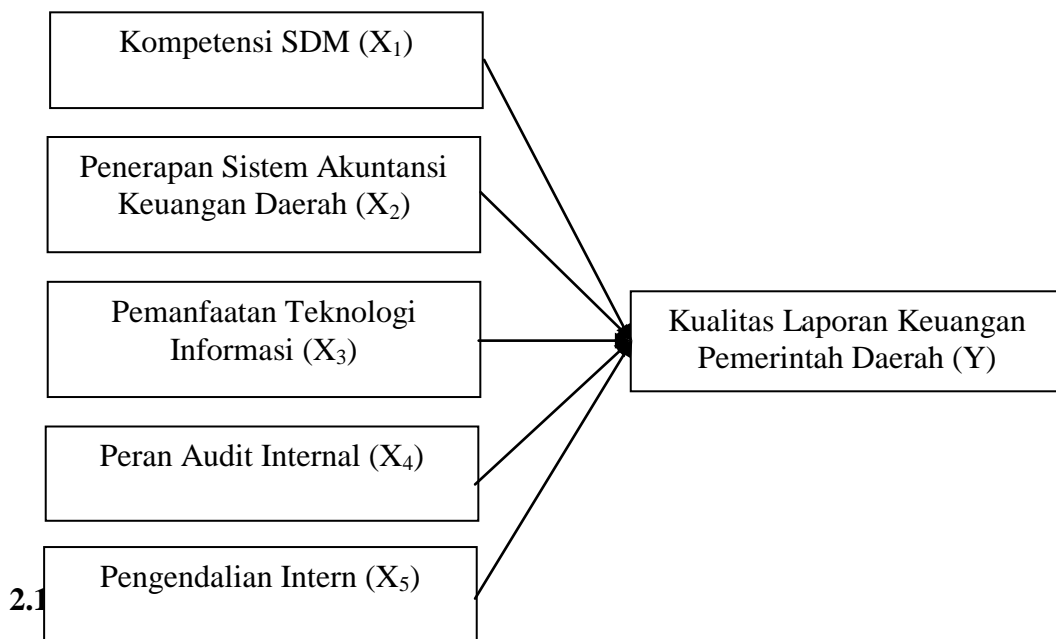 Kompetensi SDM (X₁)
Penerapan Sistem Akuntansi
Keuangan Daerah (X₂)
Pemanfaatan Teknologi
Informasi (X₃)
Kualitas Laporan Keuangan
Pemerintah Daerah (Y)
Peran Audit Internal (X₄)
Pengendalian Intern (X₅)
2.1